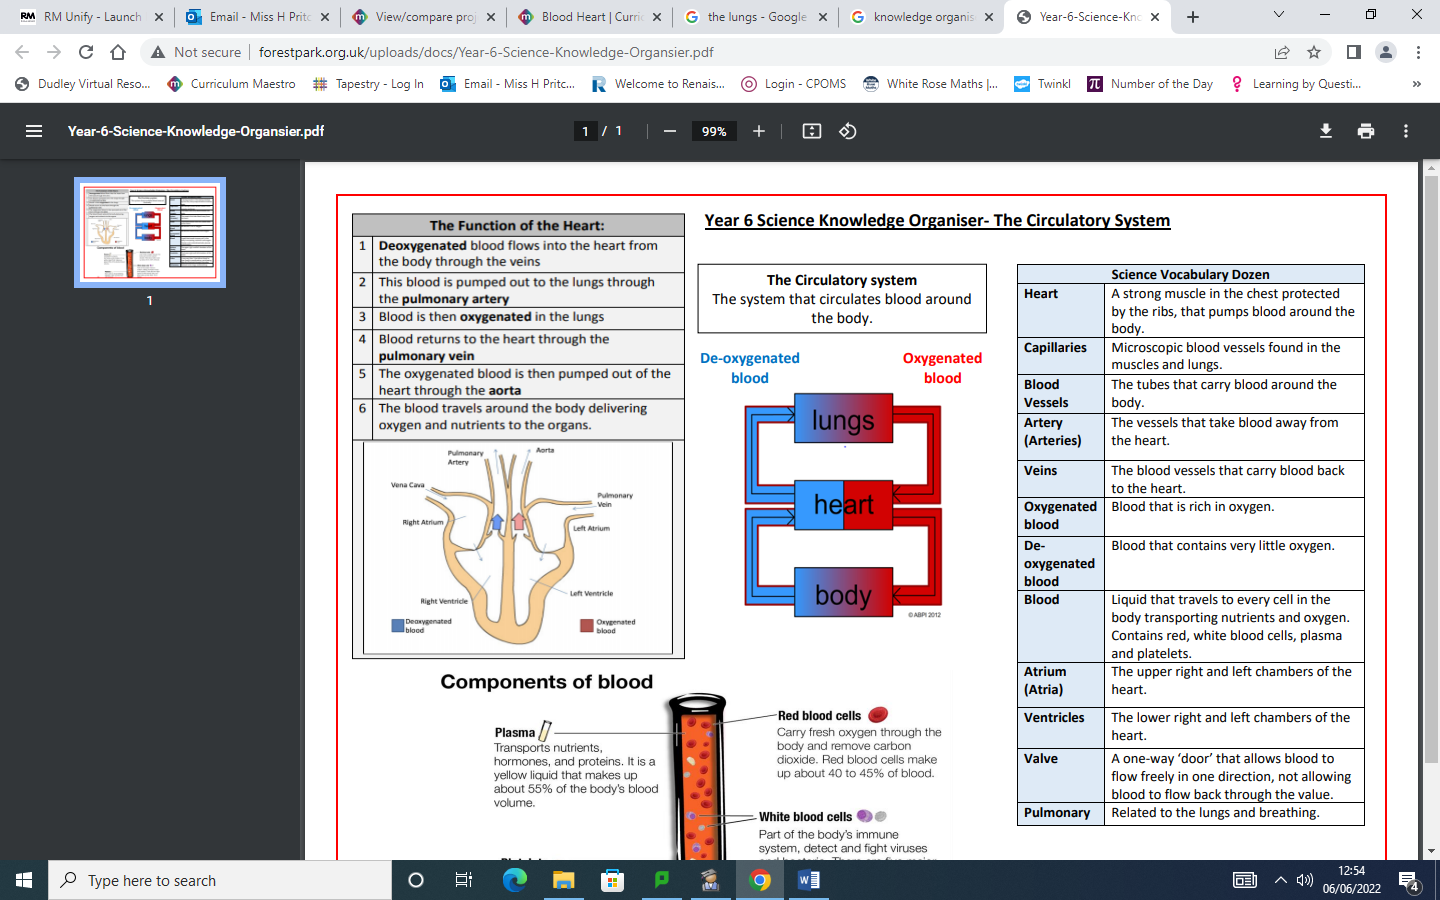 RM Unify - Launch
Email - Miss H Pritc
View/compare proj
Blood Heart | Curric
the lungs - Google
knowledge organis
Year-6-Science-Kno
Not secure | forestpark.org.uk/uploads/docs/Year-6-Science-Knowledge-Organsier.pdf
Dudley Virtual Reso...
Curriculum Maestro
Tapestry - Log In
Email - Miss H Pritc...
Welcome to Renais...
Login - CPOMS
White Rose Maths |...
Twinkl
Number of the Day
Learning by Questi...
»
Year-6-Science-Knowledge-Organsier.pdf
1 / 1
99%
1
The Function of the Heart:
1 Deoxygenated blood flows into the heart from
the body through the veins
2 This blood is pumped out to the lungs through
the pulmonary artery
3 Blood is then oxygenated in the lungs
4 Blood returns to the heart through the
pulmonary vein
5 The oxygenated blood is then pumped out of the
heart through the aorta
6 The blood travels around the body delivering
oxygen and nutrients to the organs.
Pulmonary
Artery
Aorta
Vena Cava
Pulmonary
Vein
Right Atrium
Left Atrium
Right Ventricle
Left Ventricle
Deoxygenated
blood
Oxygenated
blood
Year 6 Science Knowledge Organiser- The Circulatory System
The Circulatory system
The system that circulates blood around
the body.
De-oxygenated
blood
Oxygenated
blood
lungs
heart
body
© ABPI 2012
Science Vocabulary Dozen
Heart
A strong muscle in the chest protected
by the ribs, that pumps blood around the
body.
Capillaries
Microscopic blood vessels found in the
muscles and lungs.
Blood
Vessels
The tubes that carry blood around the
body.
Artery
(Arteries)
The vessels that take blood away from
the heart.
Veins
The blood vessels that carry blood back
to the heart.
Oxygenated
blood
Blood that is rich in oxygen.
De-
oxygenated
blood
Blood that contains very little oxygen.
Blood
Liquid that travels to every cell in the
body transporting nutrients and oxygen.
Contains red, white blood cells, plasma
and platelets.
Atrium
(Atria)
The upper right and left chambers of the
heart.
Ventricles
The lower right and left chambers of the
heart.
Valve
A one-way ‘door’ that allows blood to
flow freely in one direction, not allowing
blood to flow back through the value.
Pulmonary
Related to the lungs and breathing.
Components of blood
Plasma
Transports nutrients,
hormones, and proteins. It is a
yellow liquid that makes up
about 55% of the body's blood
volume.
Red blood cells
Carry fresh oxygen through the
body and remove carbon
dioxide. Red blood cells make
up about 40 to 45% of blood.
White blood cells
Part of the body's immune
system, detect and fight viruses
Type here to search
12:54
06/06/2022
4